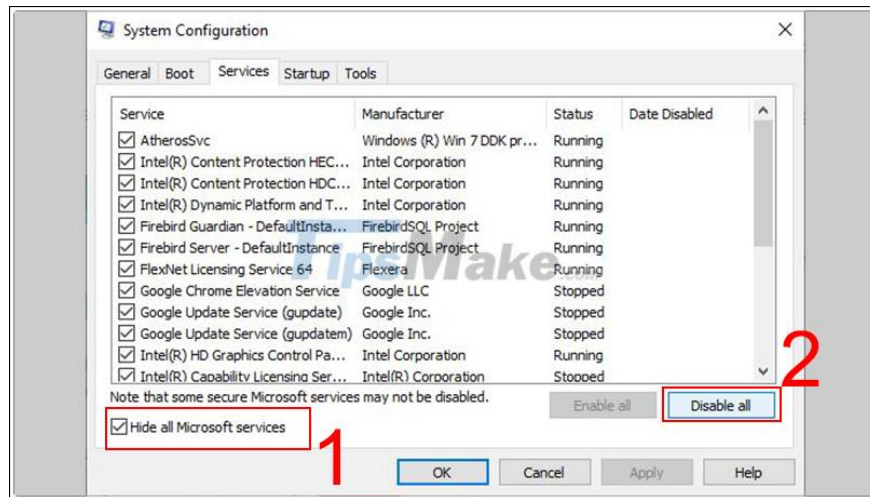 System Configuration
General Boot Services Startup Tools
Service Manufacturer Status Date Disabled
AtherosSvc Windows (R) Win 7 DDK pr... Running
Intel(R) Content Protection HEC... Intel Corporation Running
Intel(R) Content Protection HDC... Intel Corporation Running
Intel(R) Dynamic Platform and T... Intel Corporation Running
Firebird Guardian - DefaultInsta... FirebirdSQL Project Running
Firebird Server - DefaultInstance FirebirdSQL Project Running
FlexNet Licensing Service 64 Flexera Running
TipsMake.com
Google Chrome Elevation Service Google LLC Stopped
Google Update Service (gupdate) Google Inc. Stopped
Google Update Service (gupdatem) Google Inc. Stopped
Intel(R) HD Graphics Control Pa... Intel Corporation Running
Intel(R) Capability Licensing Ser... Intel(R) Corporation Stopped
2
Note that some secure Microsoft services may not be disabled.
Enable all Disable all
Hide all Microsoft services
1
OK Cancel Apply Help